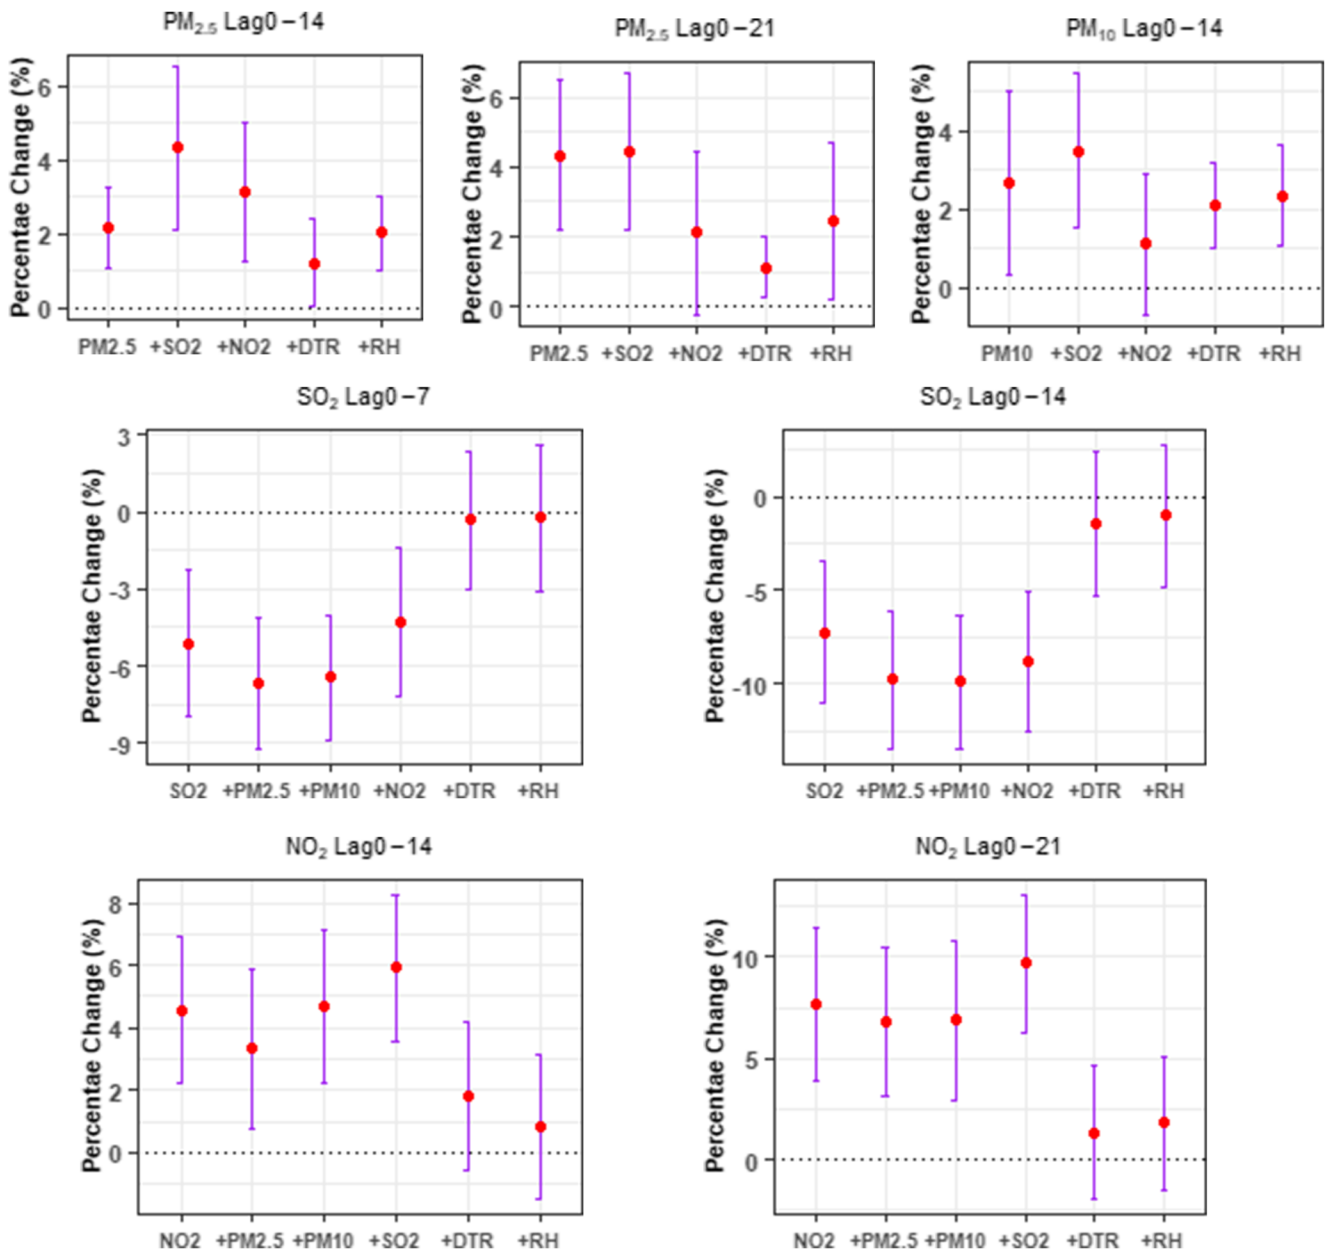 PM2.5 Lag0−14
Percentae Change (%)
6
4
2
0
PM2.5 +SO2 +NO2 +DTR +RH
PM2.5 Lag0−21
Percentae Change (%)
6
4
2
0
PM2.5 +SO2 +NO2 +DTR +RH
PM10 Lag0−14
Percentae Change (%)
4
2
0
PM10 +SO2 +NO2 +DTR +RH
SO2 Lag0−7
Percentae Change (%)
3
0
-3
-6
-9
SO2 +PM2.5 +PM10 +NO2 +DTR +RH
SO2 Lag0−14
Percentae Change (%)
0
-5
-10
SO2 +PM2.5 +PM10 +NO2 +DTR +RH
NO2 Lag0−14
Percentae Change (%)
8
6
4
2
0
NO2 +PM2.5 +PM10 +SO2 +DTR +RH
NO2 Lag0−21
Percentae Change (%)
10
5
0
NO2 +PM2.5 +PM10 +SO2 +DTR +RH